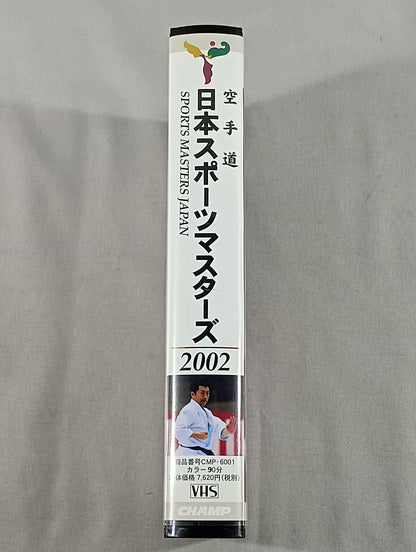 空手道
日本スポーツマスターズ
SPORTS MASTERS JAPAN
2002
商品番号CMP-6001
カラー90分
本体価格 7,620円(税別)
VHS
CHAMP